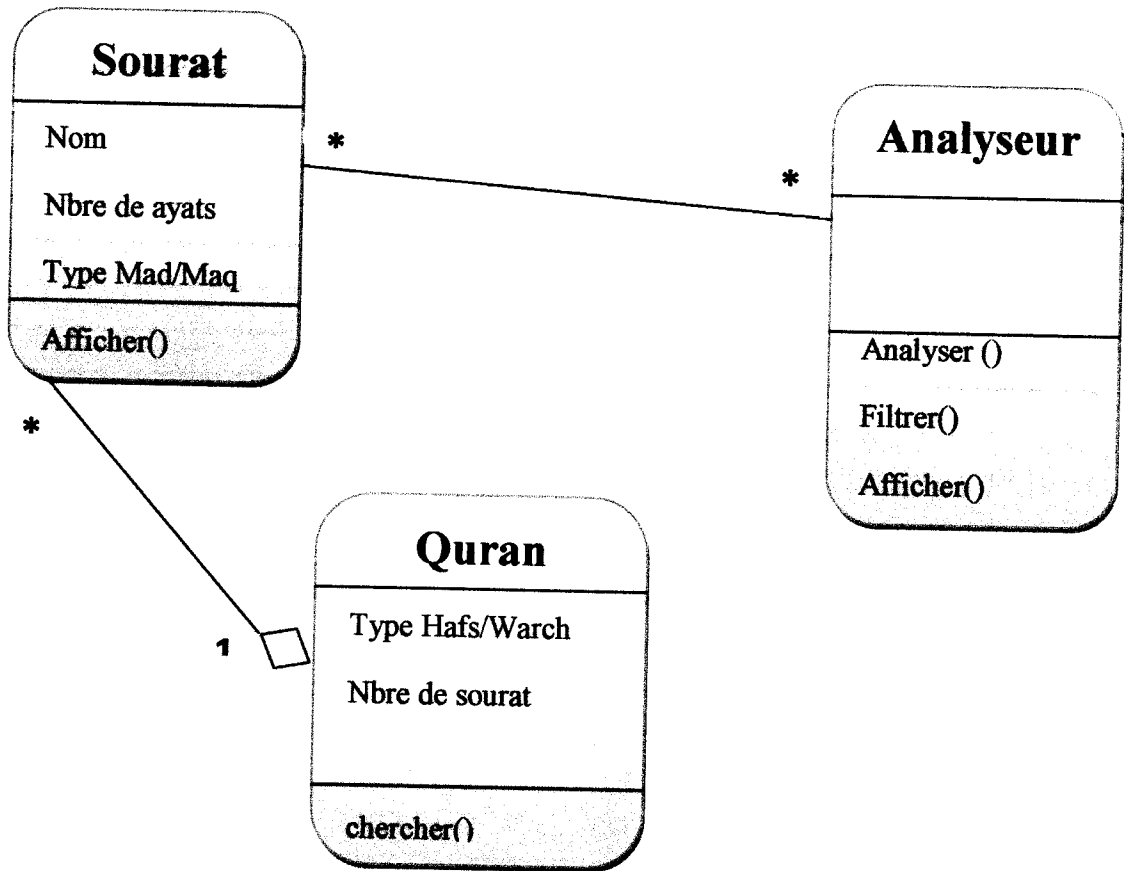 Sourat
Nom
Nbre de ayats
Type Mad/Maq
Afficher()
*
*
Analyseur
Analyser ()
Filtrer()
Afficher()
*
1
Quran
Type Hafs/Warch
Nbre de sourat
chercher()